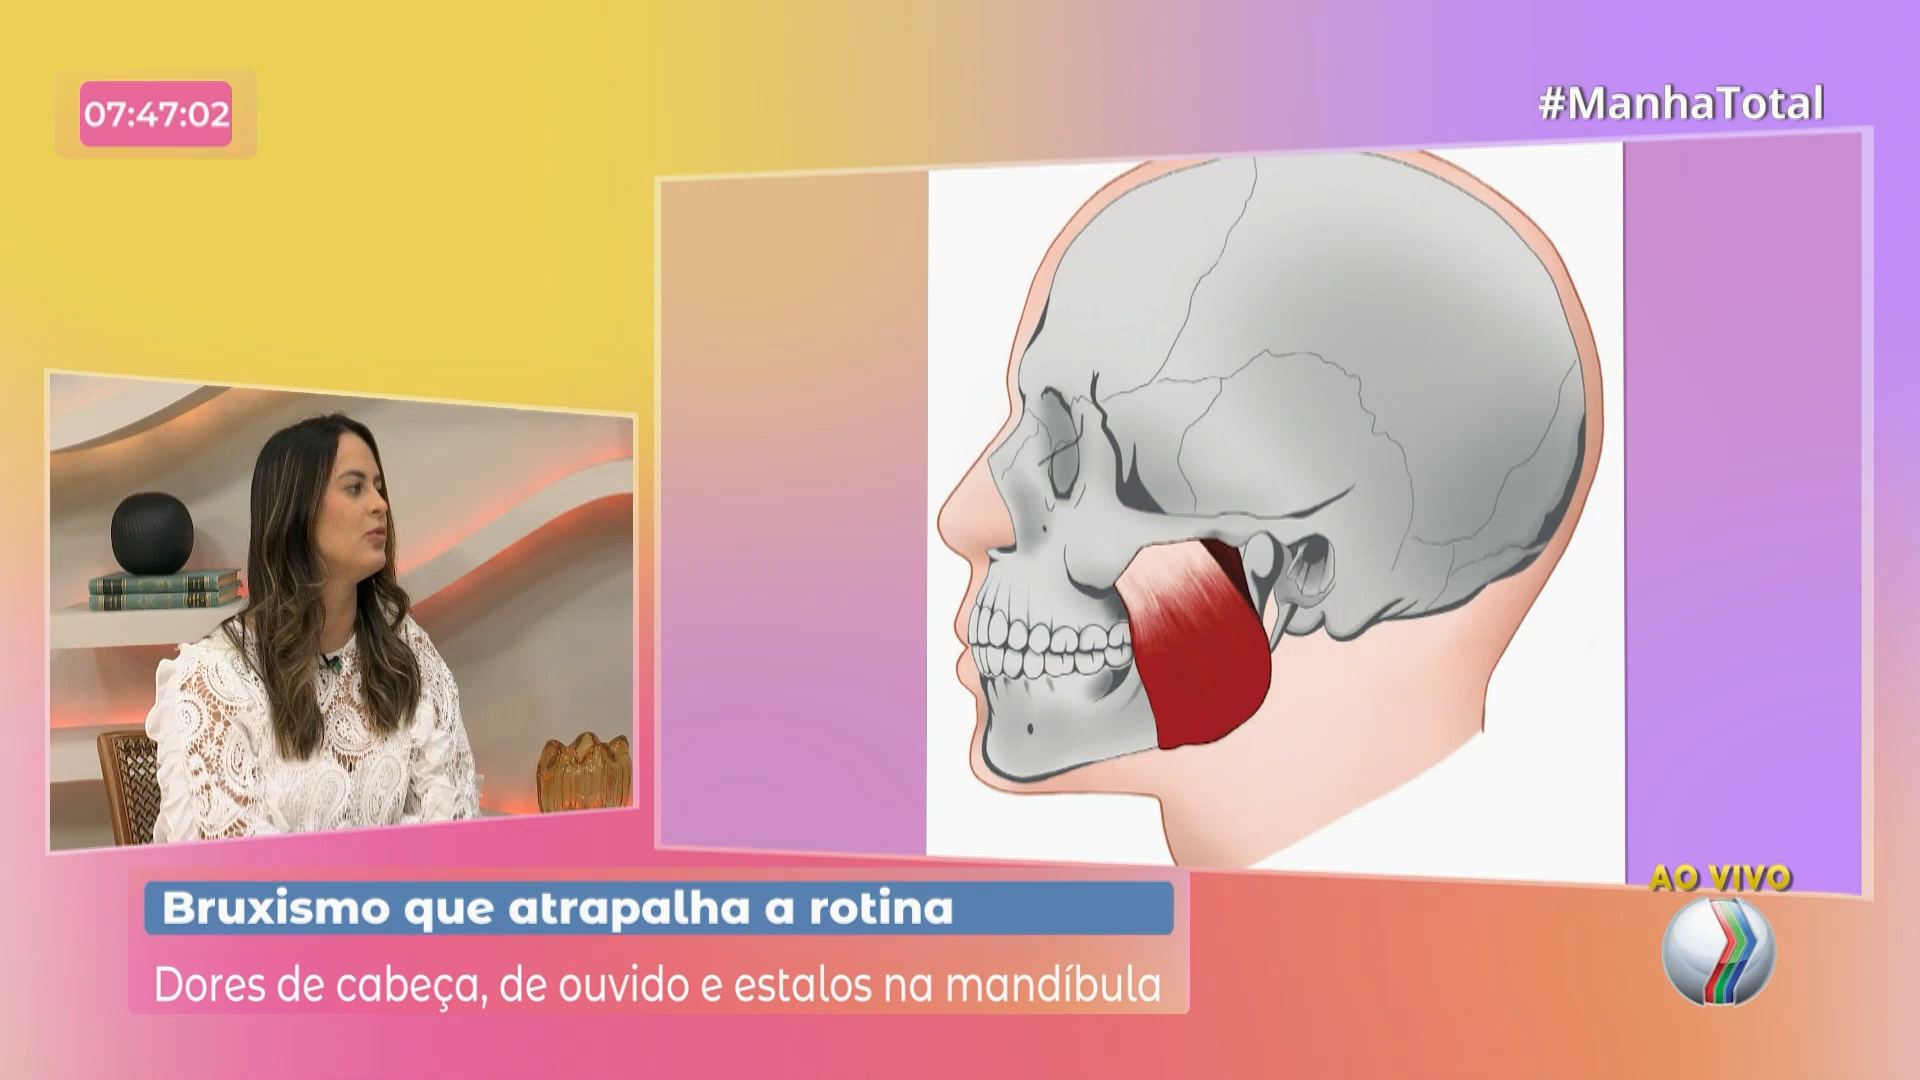 07:47:02
#ManhaTotal
AO VIVO
Bruxismo que atrapalha a rotina
Dores de cabeça, de ouvido e estalos na mandíbula